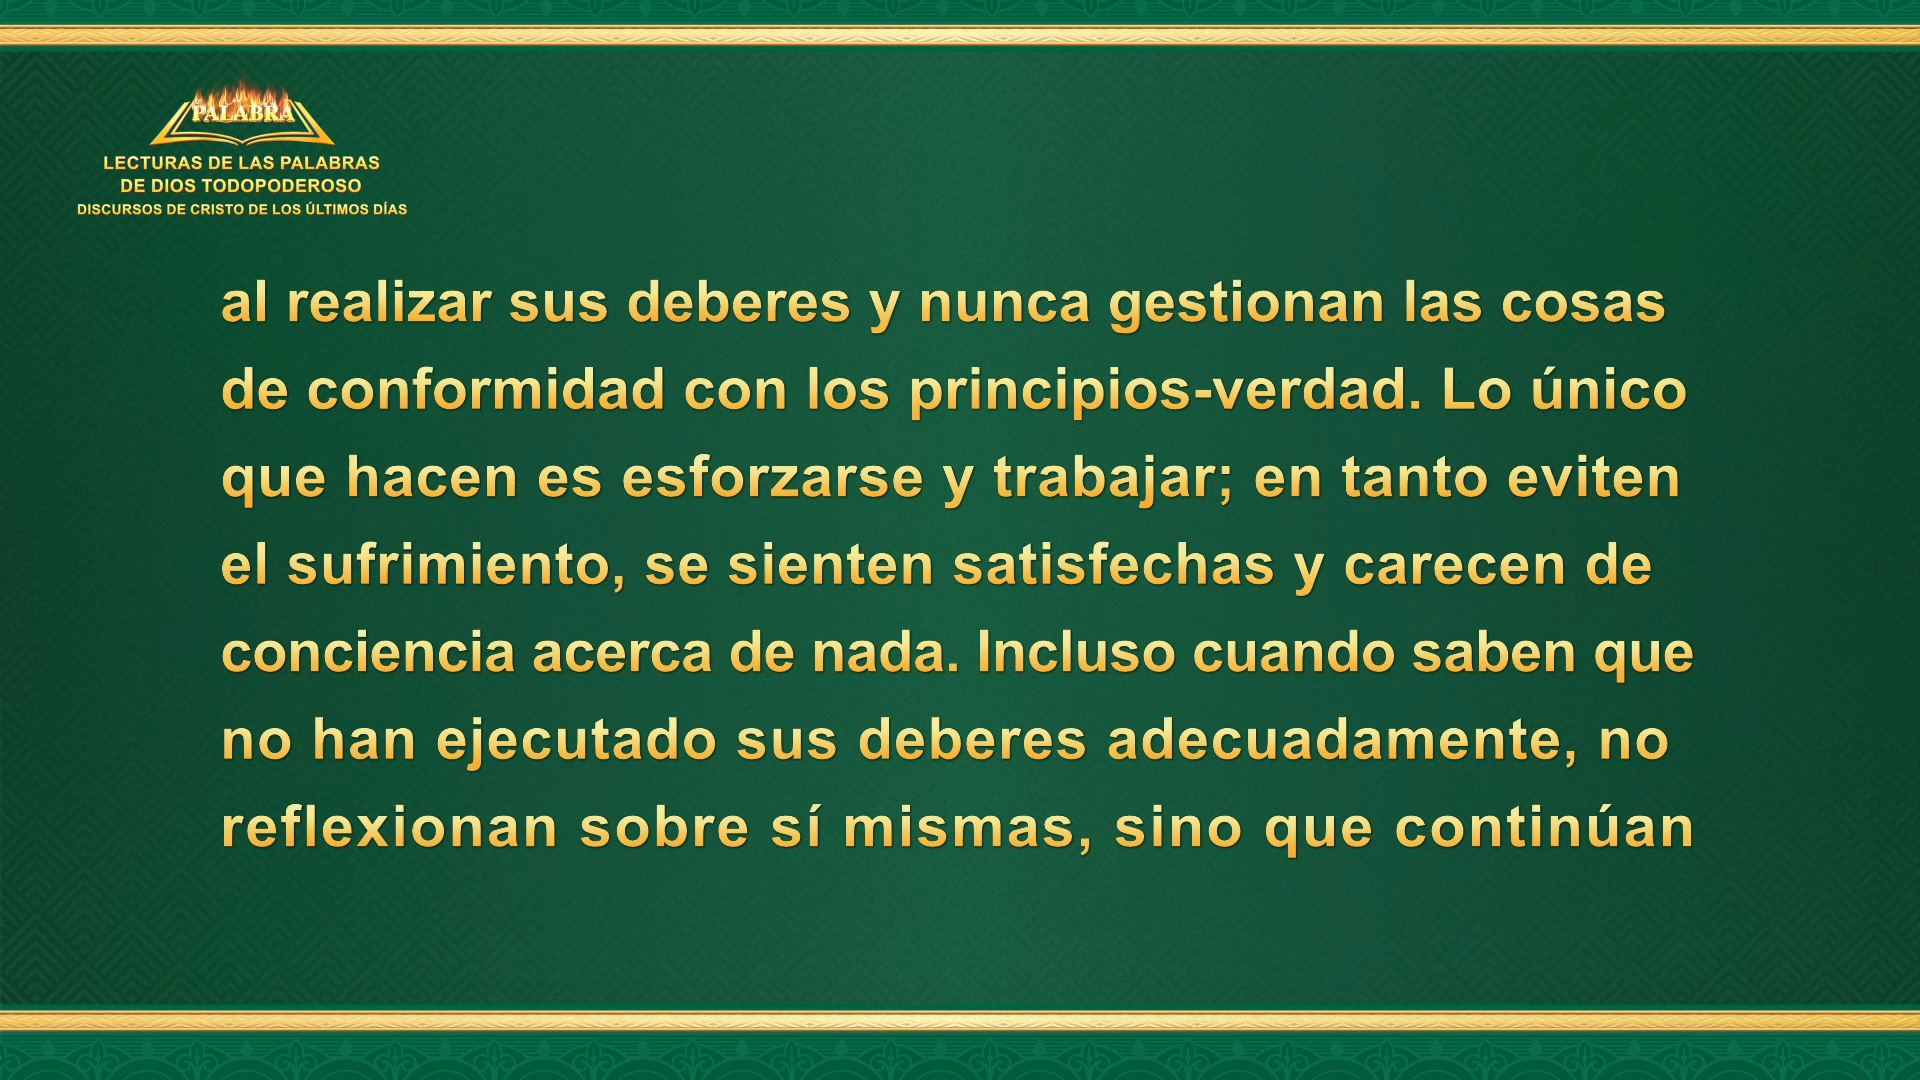 PALABRA
LECTURAS DE LAS PALABRAS
DE DIOS TODOPODEROSO
DISCURSOS DE CRISTO DE LOS ÚLTIMOS DÍAS
al realizar sus deberes y nunca gestionan las cosas
de conformidad con los principios-verdad. Lo único
que hacen es esforzarse y trabajar; en tanto eviten
el sufrimiento, se sienten satisfechas y carecen de
conciencia acerca de nada. Incluso cuando saben que
no han ejecutado sus deberes adecuadamente, no
reflexionan sobre sí mismas, sino que continúan